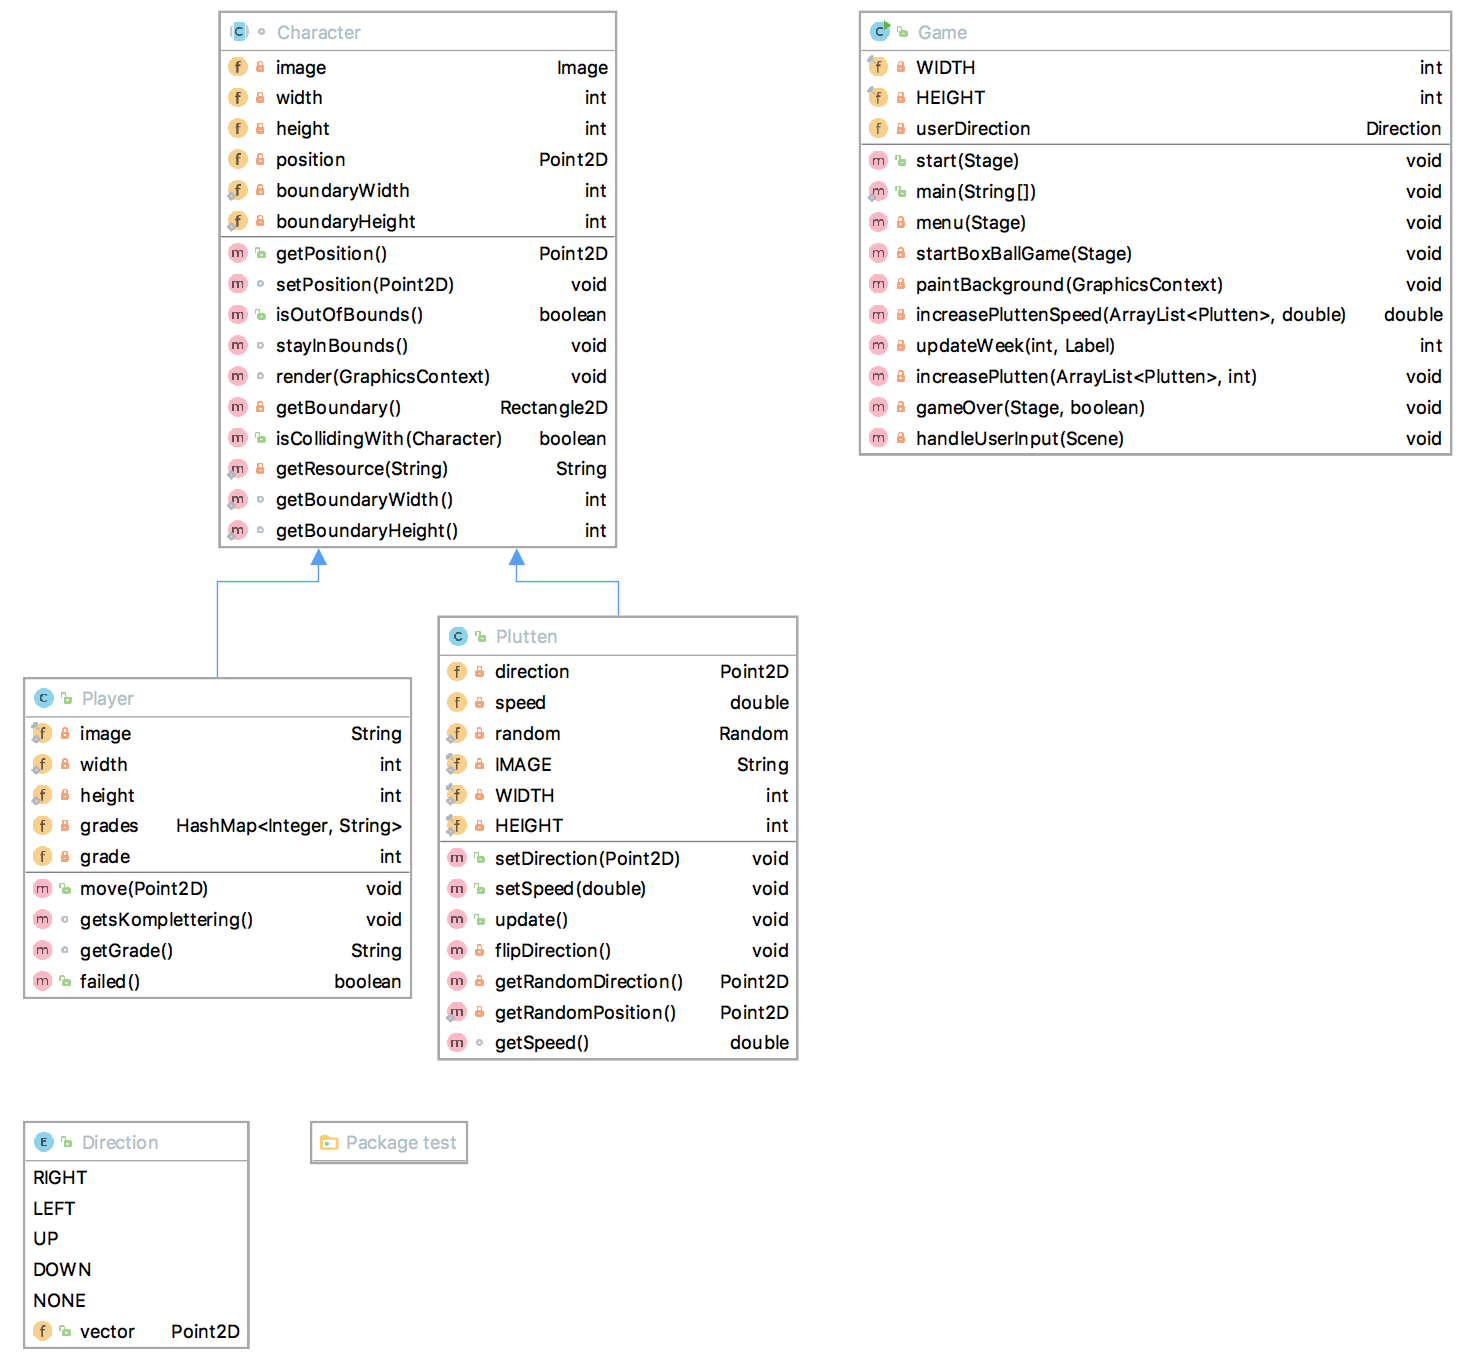 Character
image Image
width int
height int
position Point2D
boundaryWidth int
boundaryHeight int
getPosition() Point2D
setPosition(Point2D) void
isOutOfBounds() boolean
stayInBounds() void
render(GraphicsContext) void
getBoundary() Rectangle2D
isCollidingWith(Character) boolean
getResource(String) String
getBoundaryWidth() int
getBoundaryHeight() int
Game
WIDTH int
HEIGHT int
userDirection Direction
start(Stage) void
main(String[]) void
menu(Stage) void
startBoxBallGame(Stage) void
paintBackground(GraphicsContext) void
increasePluttenSpeed(ArrayList<Plutten>, double) double
updateWeek(int, Label) int
increasePlutten(ArrayList<Plutten>, int) void
gameOver(Stage, boolean) void
handleUserInput(Scene) void
Player
image String
width int
height int
grades HashMap<Integer, String>
grade int
move(Point2D) void
getsKomplettering() void
getGrade() String
failed() boolean
Plutten
direction Point2D
speed double
random Random
IMAGE String
WIDTH int
HEIGHT int
setDirection(Point2D) void
setSpeed(double) void
update() void
flipDirection() void
getRandomDirection() Point2D
getRandomPosition() Point2D
getSpeed() double
Direction
RIGHT
LEFT
UP
DOWN
NONE
vector Point2D
Package test